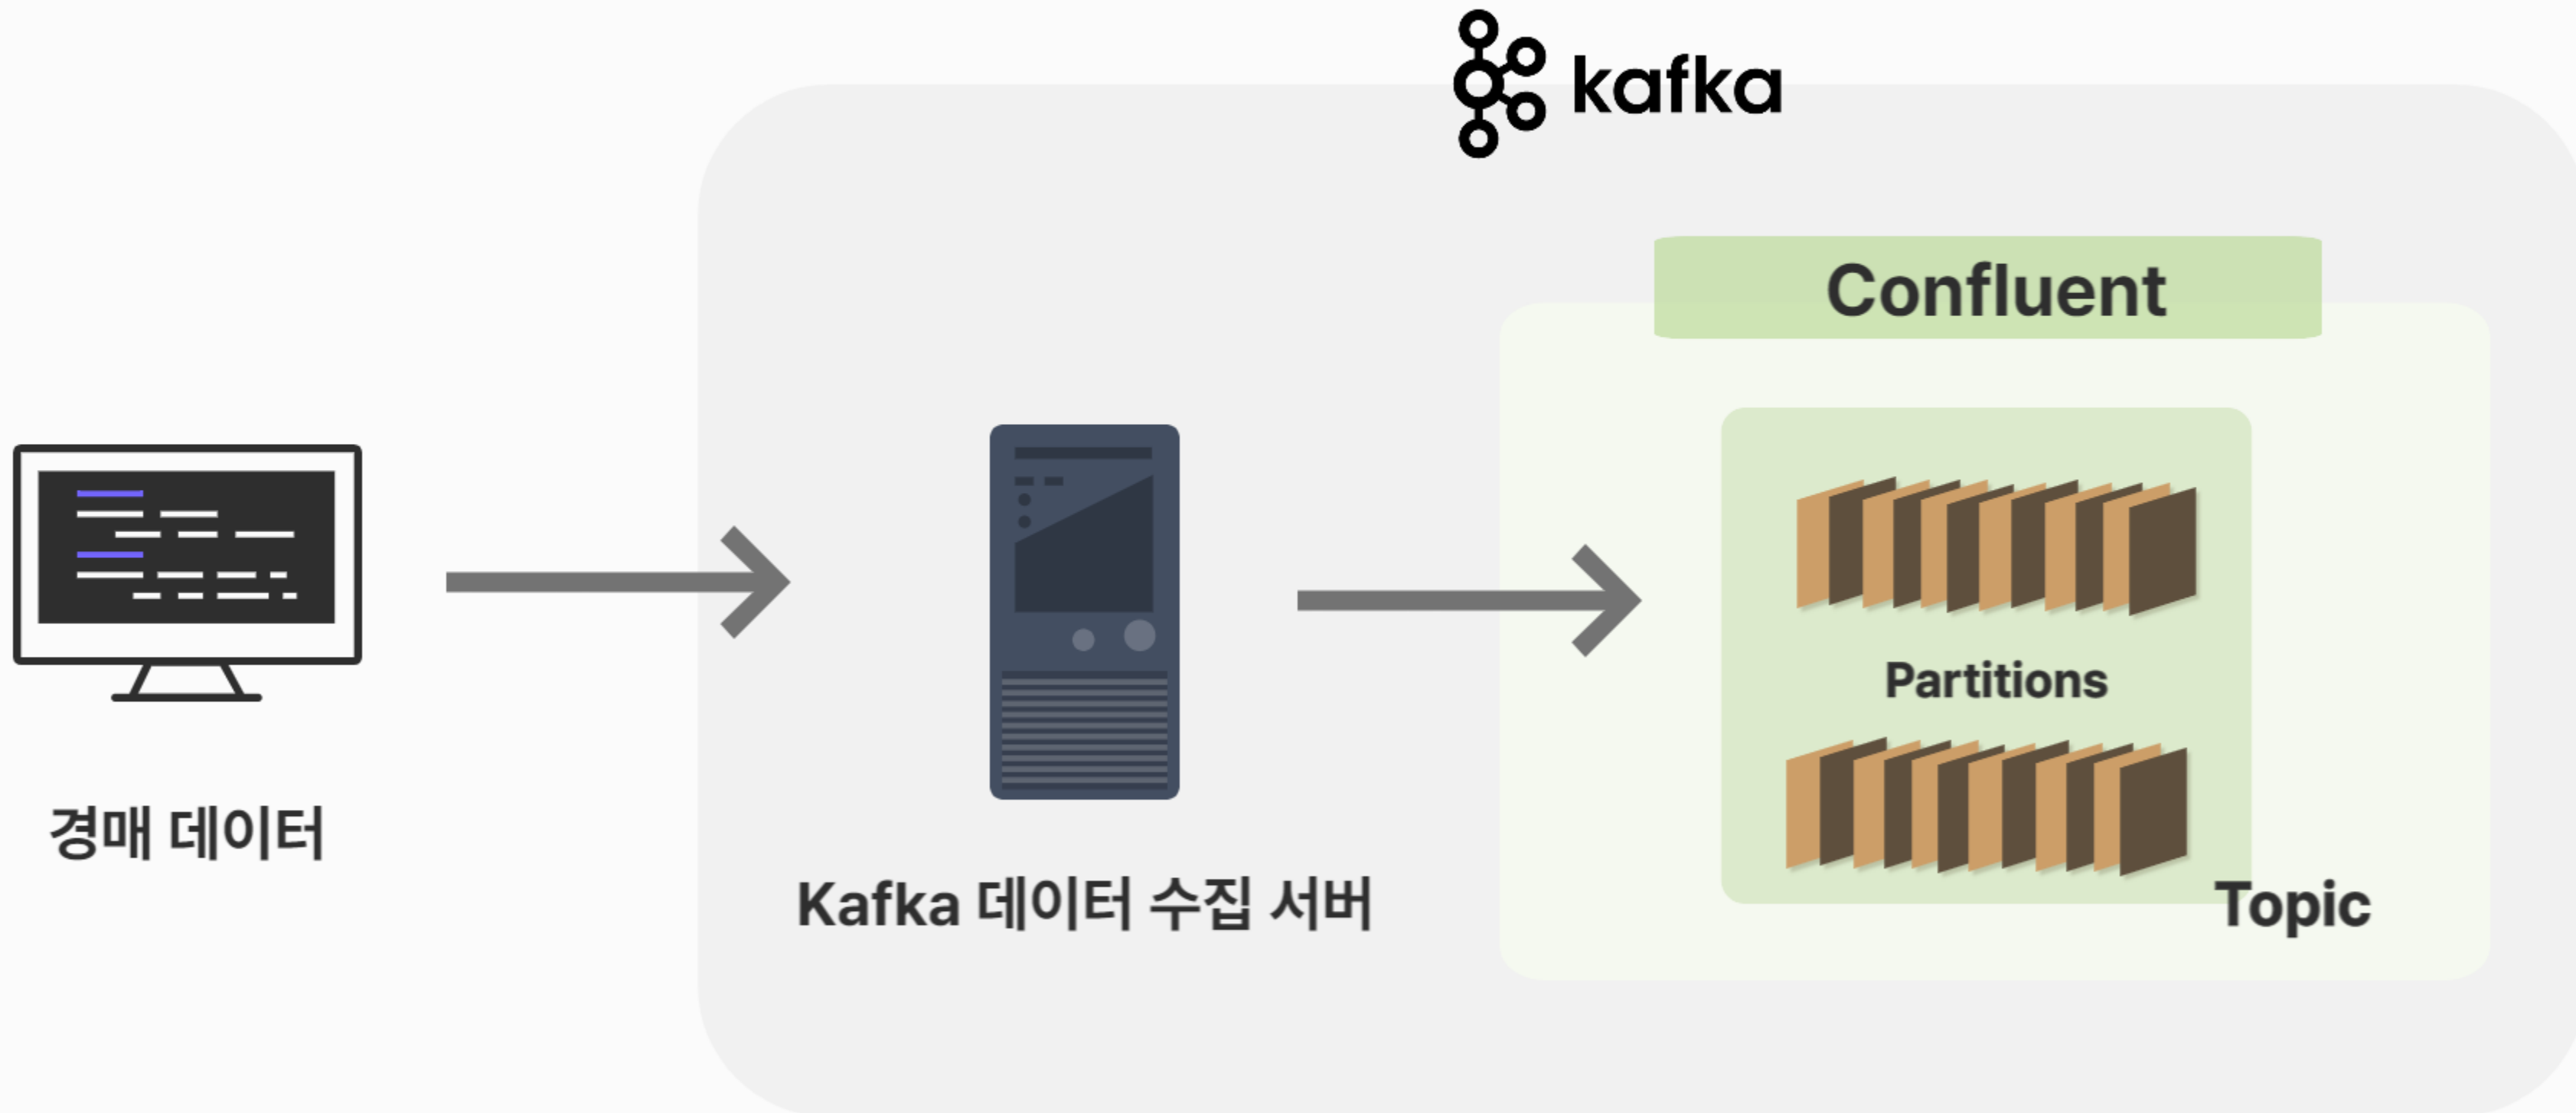 kafka
Confluent
Partitions
경매 데이터
Kafka 데이터 수집 서버
Topic